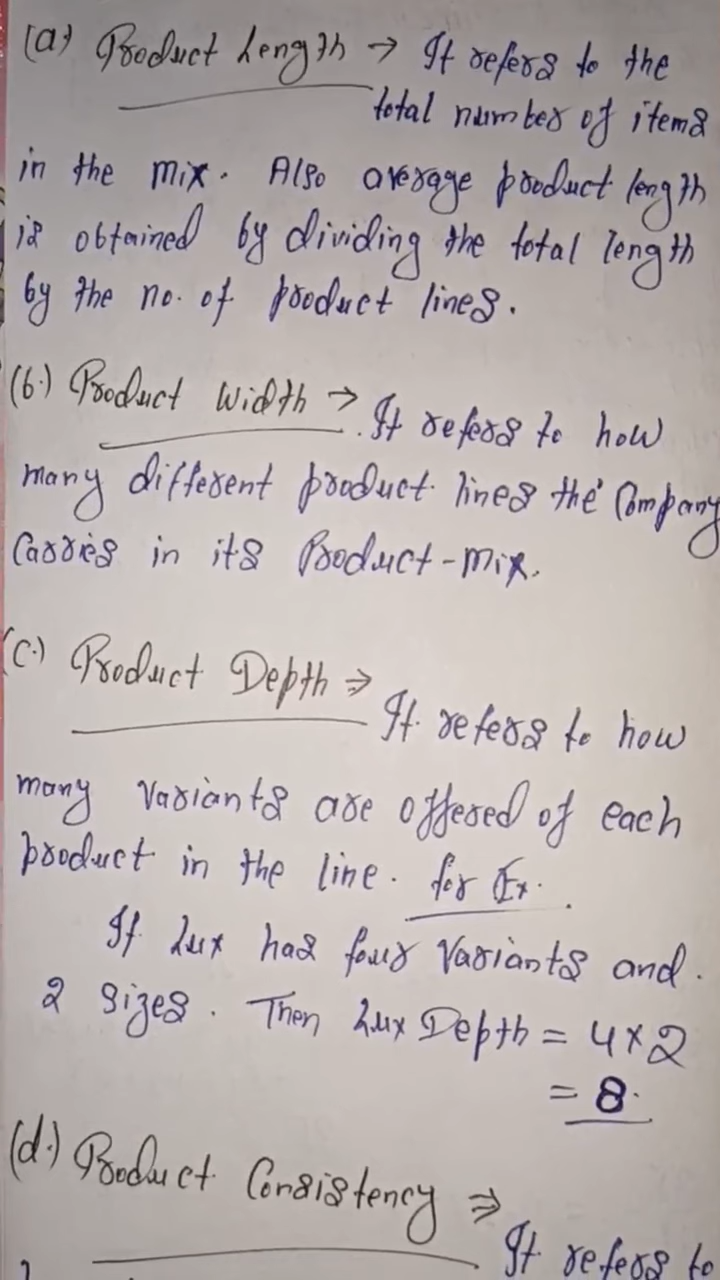 (a) Product Length → It refers to the
total number of items
in the mix. Also average product length
is obtained by dividing the total length
by the no. of product lines.
(b.) Product Width →
It refers to how
many different product lines the Company
Carries in its Product-Mix.
(c.) Product Depth ⇒
It refers to how
many Variants are offered of each
product in the line. for Ex.
If Lux has four Variants and
2 sizes. Then Lux Depth = 4×2
= 8.
(d.) Product Consistency ⇒
It refers to